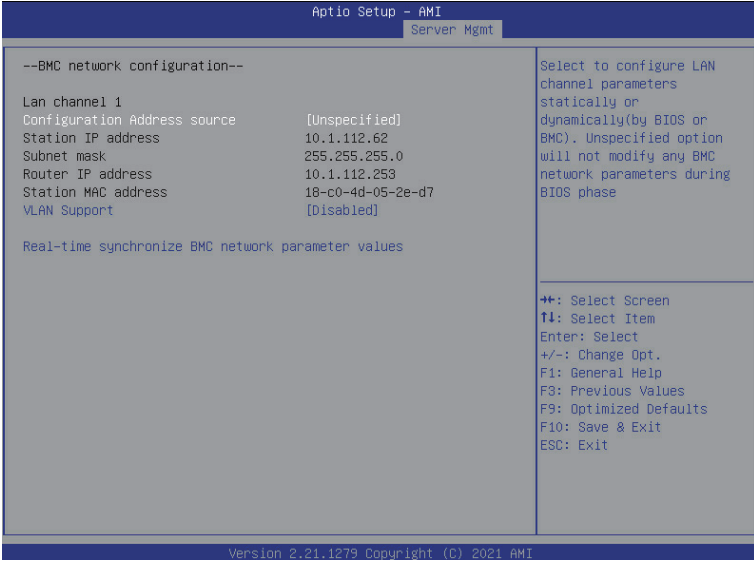 Aptio Setup – AMI
Server Mgmt
--BMC network configuration--
Lan channel 1
Configuration Address source [Unspecified]
Station IP address 10.1.112.62
Subnet mask 255.255.255.0
Router IP address 10.1.112.253
Station MAC address 18-c0-4d-05-2e-d7
VLAN Support [Disabled]
Real-time synchronize BMC network parameter values
Select to configure LAN
channel parameters
statically or
dynamically(by BIOS or
BMC). Unspecified option
will not modify any BMC
network parameters during
BIOS phase
→←: Select Screen
↑↓: Select Item
Enter: Select
+/-: Change Opt.
F1: General Help
F3: Previous Values
F9: Optimized Defaults
F10: Save & Exit
ESC: Exit
Version 2.21.1279 Copyright (C) 2021 AMI